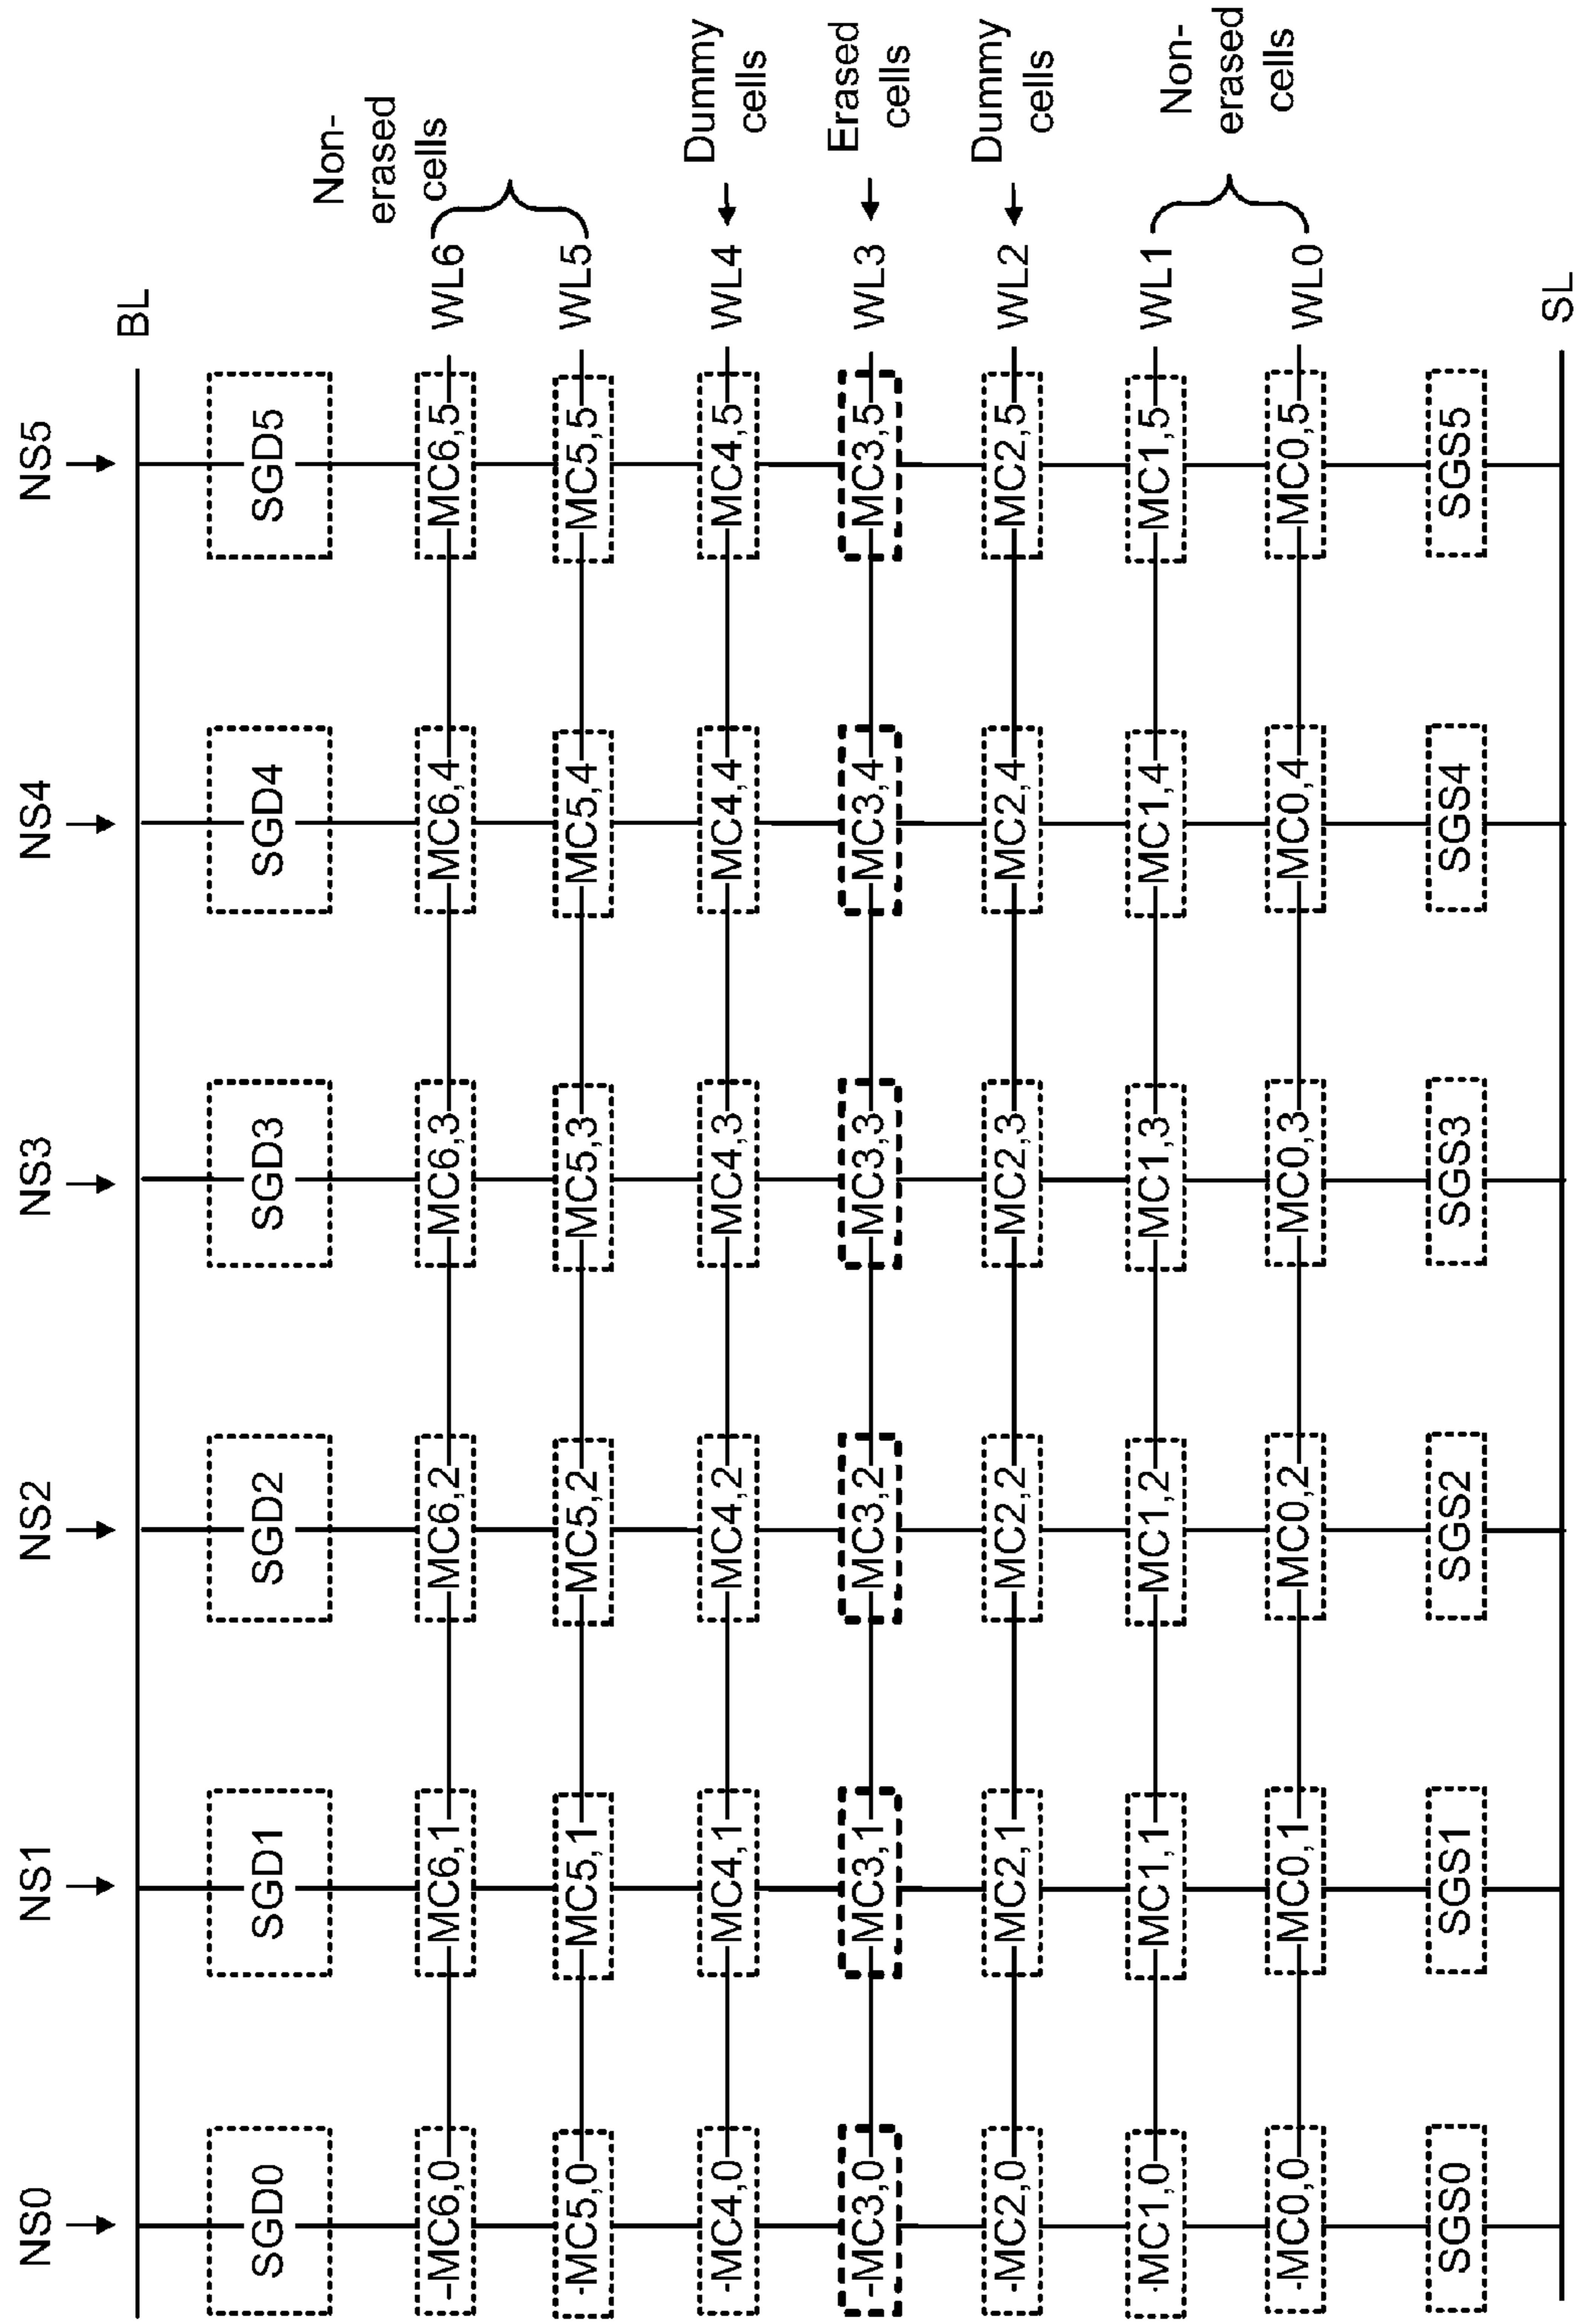 NS0 NS1 NS2 NS3 NS4 NS5
BL
SGD0 SGD1 SGD2 SGD3 SGD4 SGD5
Non-
erased
cells
MC6,0 MC6,1 MC6,2 MC6,3 MC6,4 MC6,5 WL6
MC5,0 MC5,1 MC5,2 MC5,3 MC5,4 MC5,5 WL5
MC4,0 MC4,1 MC4,2 MC4,3 MC4,4 MC4,5 WL4
Dummy
cells
MC3,0 MC3,1 MC3,2 MC3,3 MC3,4 MC3,5 WL3
Erased
cells
MC2,0 MC2,1 MC2,2 MC2,3 MC2,4 MC2,5 WL2
Dummy
cells
MC1,0 MC1,1 MC1,2 MC1,3 MC1,4 MC1,5 WL1
Non-
erased
cells
MC0,0 MC0,1 MC0,2 MC0,3 MC0,4 MC0,5 WL0
SGS0 SGS1 SGS2 SGS3 SGS4 SGS5
SL